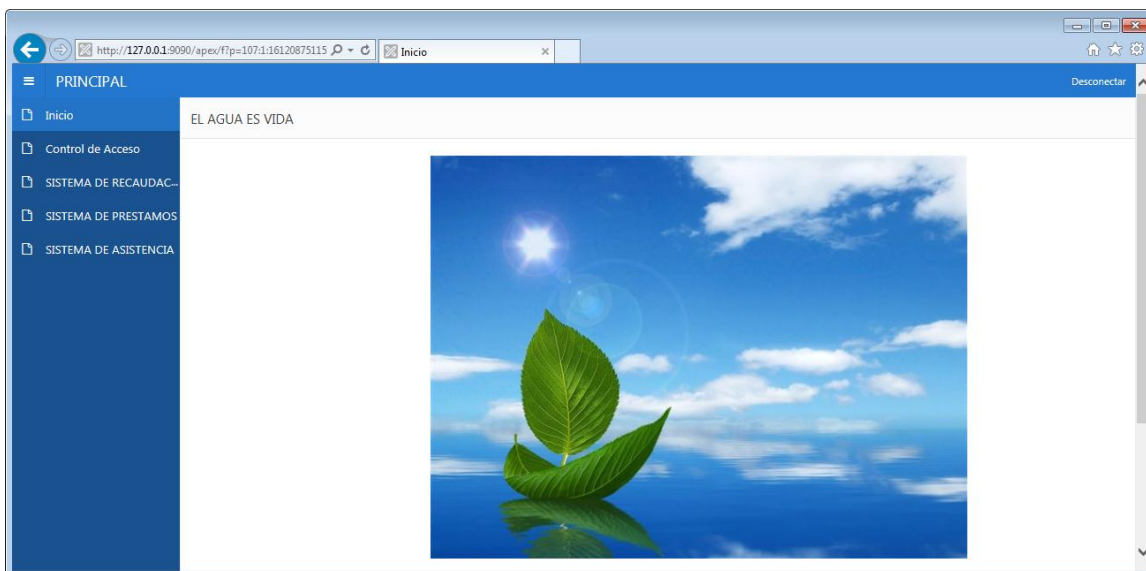 http://127.0.0.1:9090/apex/f?p=107:1:16120875115
Inicio
PRINCIPAL
Desconectar
Inicio
EL AGUA ES VIDA
Control de Acceso
SISTEMA DE RECAUDAC...
SISTEMA DE PRESTAMOS
SISTEMA DE ASISTENCIA